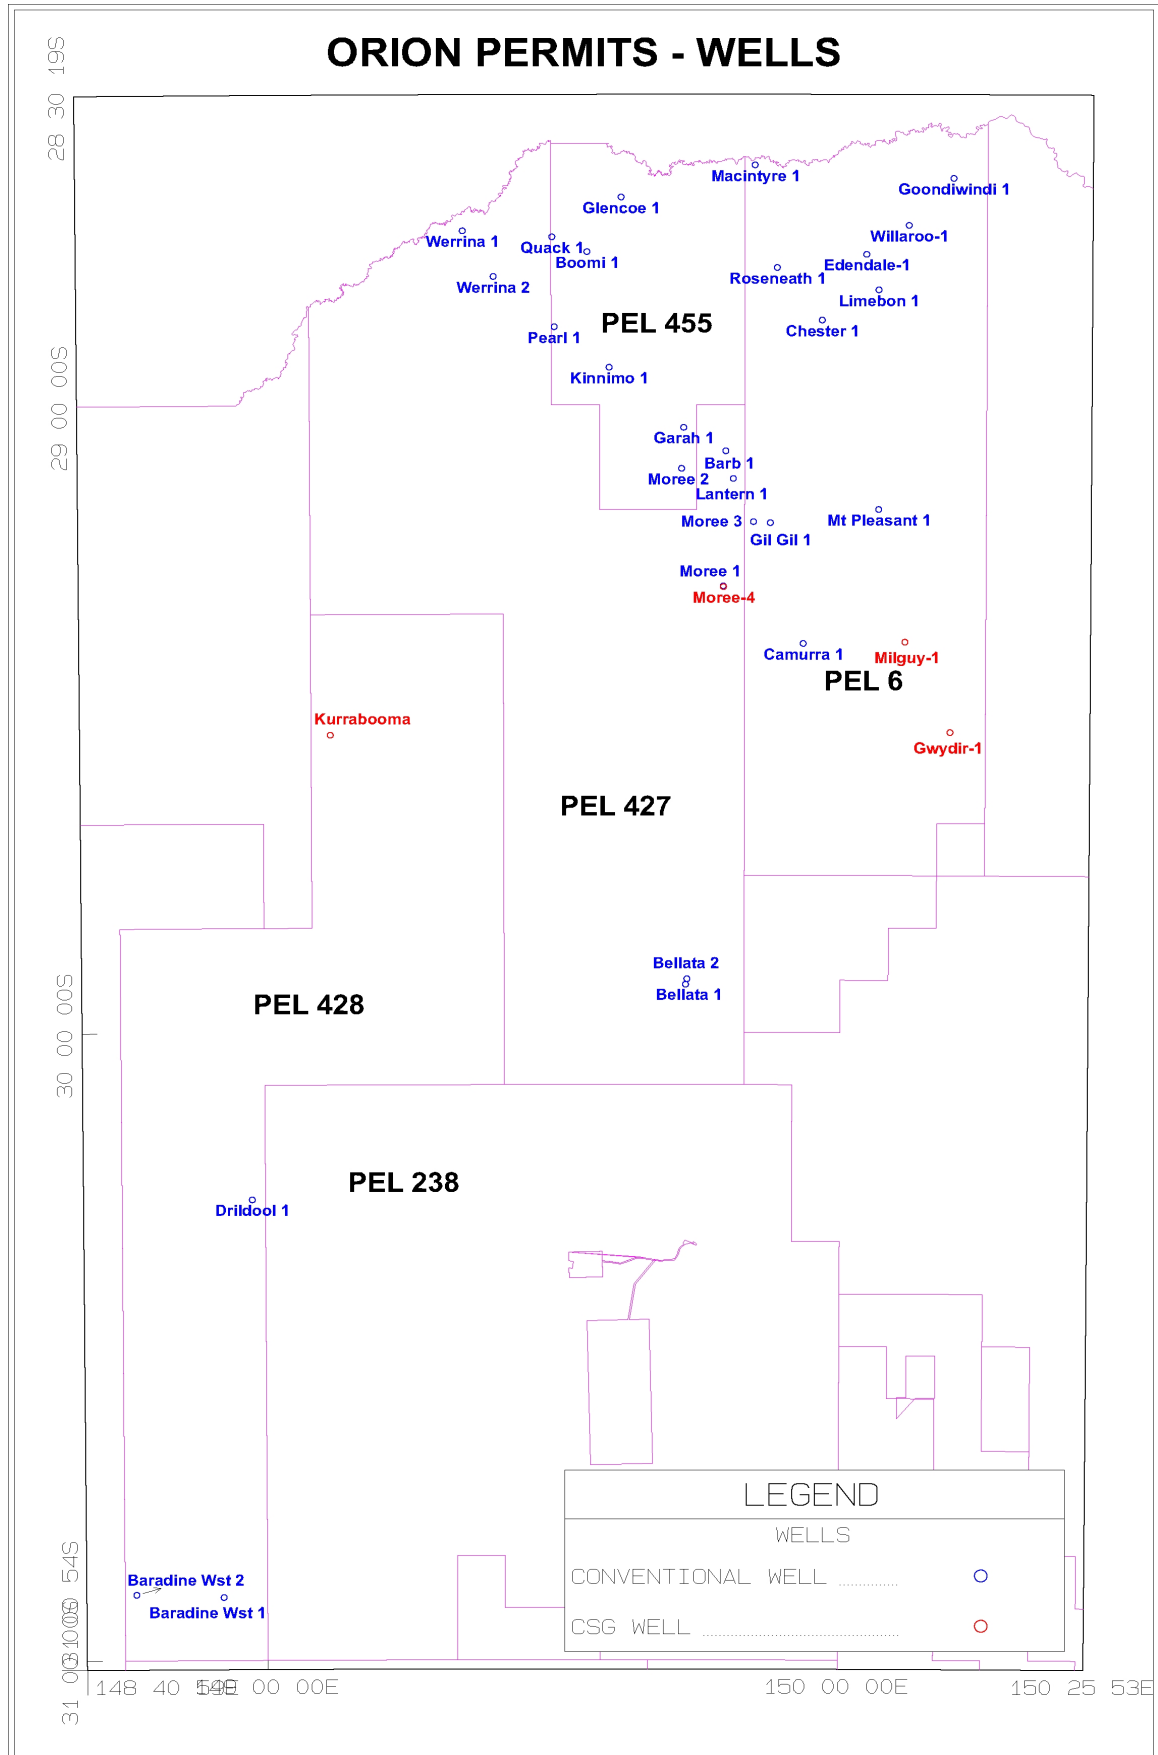 ORION PERMITS - WELLS
28 30 19S
Macintyre 1
Goondiwindi 1
Glencoe 1
Willaroo-1
Werrina 1
Quack 1
Boomi 1
Edendale-1
Roseneath 1
Werrina 2
Limebon 1
PEL 455
Chester 1
Pearl 1
Kinnimo 1
29 00 00S
Garah 1
Barb 1
Moree 2
Lantern 1
Moree 3
Mt Pleasant 1
Gil Gil 1
Moree 1
Moree-4
Camurra 1
Milguy-1
PEL 6
Kurrabooma
Gwydir-1
PEL 427
Bellata 2
Bellata 1
PEL 428
30 00 00S
PEL 238
Drildool 1
LEGEND
WELLS
CONVENTIONAL WELL
CSG WELL
Baradine Wst 2
Baradine Wst 1
54S
31 00
148 40
00 00E
150 00 00E
150 25 53E